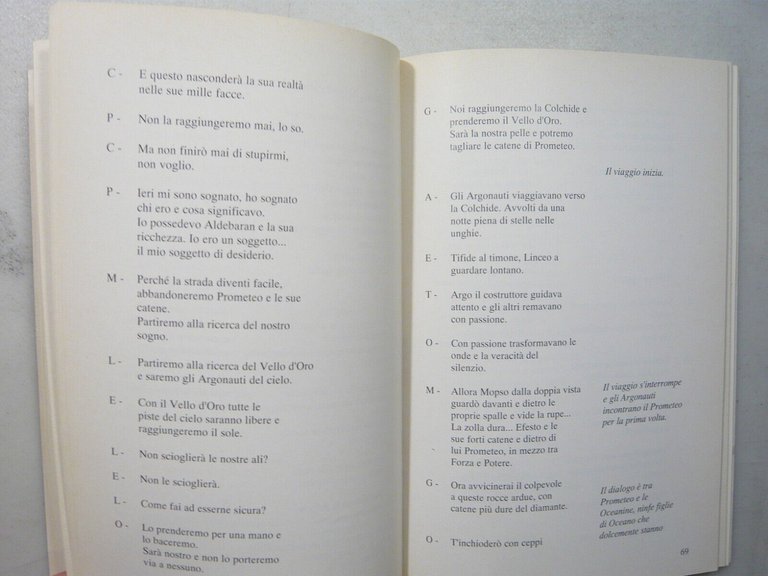 C - E questo nasconderà la sua realtà
nelle sue mille facce.
P - Non la raggiungeremo mai, lo so.
C - Ma non finirò mai di stupirmi,
non voglio.
P - Ieri mi sono sognato, ho sognato
chi ero e cosa significavo.
Io possedevo Aldebaran e la sua
ricchezza. Io ero un soggetto...
il mio soggetto di desiderio.
M - Perché la strada diventi facile,
abbandoneremo Prometeo e le sue
catene.
Partiremo alla ricerca del nostro
sogno.
L - Partiremo alla ricerca del Vello d'Oro
e saremo gli Argonauti del cielo.
E - Con il Vello d'Oro tutte le
piste del cielo saranno libere e
raggiungeremo il sole.
L - Non scioglierà le nostre ali?
E - Non le scioglierà.
L - Come fai ad esserne sicura?
O - Lo prenderemo per una mano e
lo baceremo.
Sarà nostro e non lo porteremo
via a nessuno.
G - Noi raggiungeremo la Colchide e
prenderemo il Vello d'Oro.
Sarà la nostra pelle e potremo
tagliare le catene di Prometeo.
Il viaggio inizia.
A - Gli Argonauti viaggiavano verso
la Colchide. Avvolti da una
notte piena di stelle nelle
unghie.
E - Tifide al timone, Linceo a
guardare lontano.
T - Argo il costruttore guidava
attento e gli altri remavano
con passione.
O - Con passione trasformavano le
onde e la veracità del
silenzio.
M - Allora Mopso dalla doppia vista
guardò davanti e dietro le
proprie spalle e vide la rupe...
La zolla dura... Efesto e le
sue forti catene e dietro di
lui Prometeo, in mezzo tra
Forza e Potere.
Il viaggio s'interrompe
e gli Argonauti
incontrano il Prometeo
per la prima volta.
G - Ora avvicinerai il colpevole
a queste rocce ardue, con
catene più dure del diamante.
Il dialogo è tra
Prometeo e le
Oceanine, ninfe figlie
di Oceano che
dolcemente stanno
O - T'inchioderò con ceppi
69